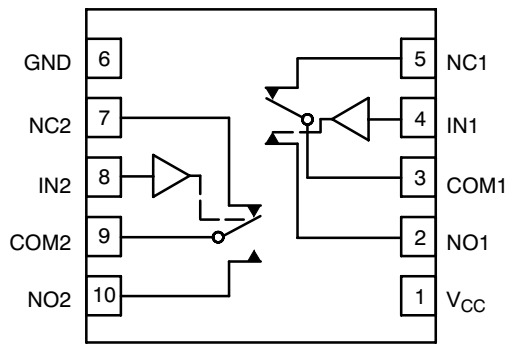 GND 6 5 NC1
NC2 7 4 IN1
IN2 8 3 COM1
COM2 9 2 NO1
NO2 10 1 VCC